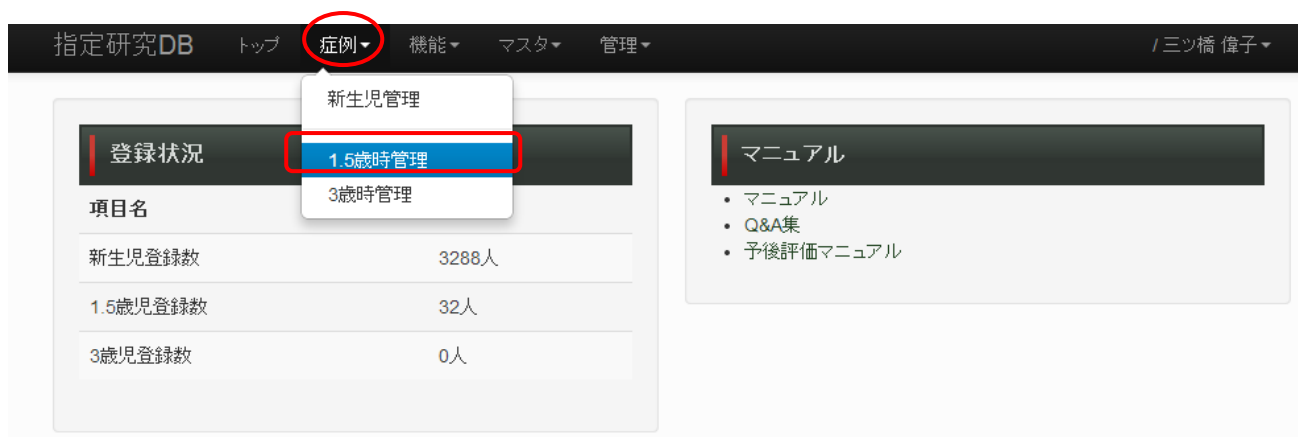 指定研究DB トップ 症例 機能 マスタ 管理 / 三ツ橋 偉子
新生児管理
1.5歳時管理
3歳時管理
登録状況
項目名
新生児登録数 3288人
1.5歳児登録数 32人
3歳児登録数 0人
マニュアル
• マニュアル
• Q&A集
• 予後評価マニュアル